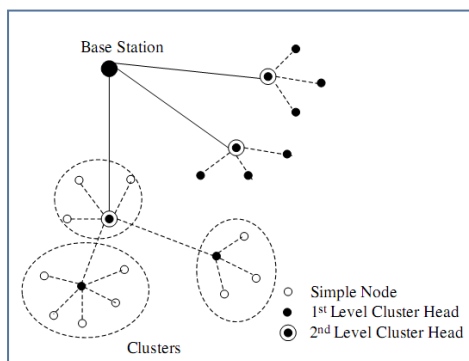 Base Station
Simple Node
1st Level Cluster Head
2nd Level Cluster Head
Clusters